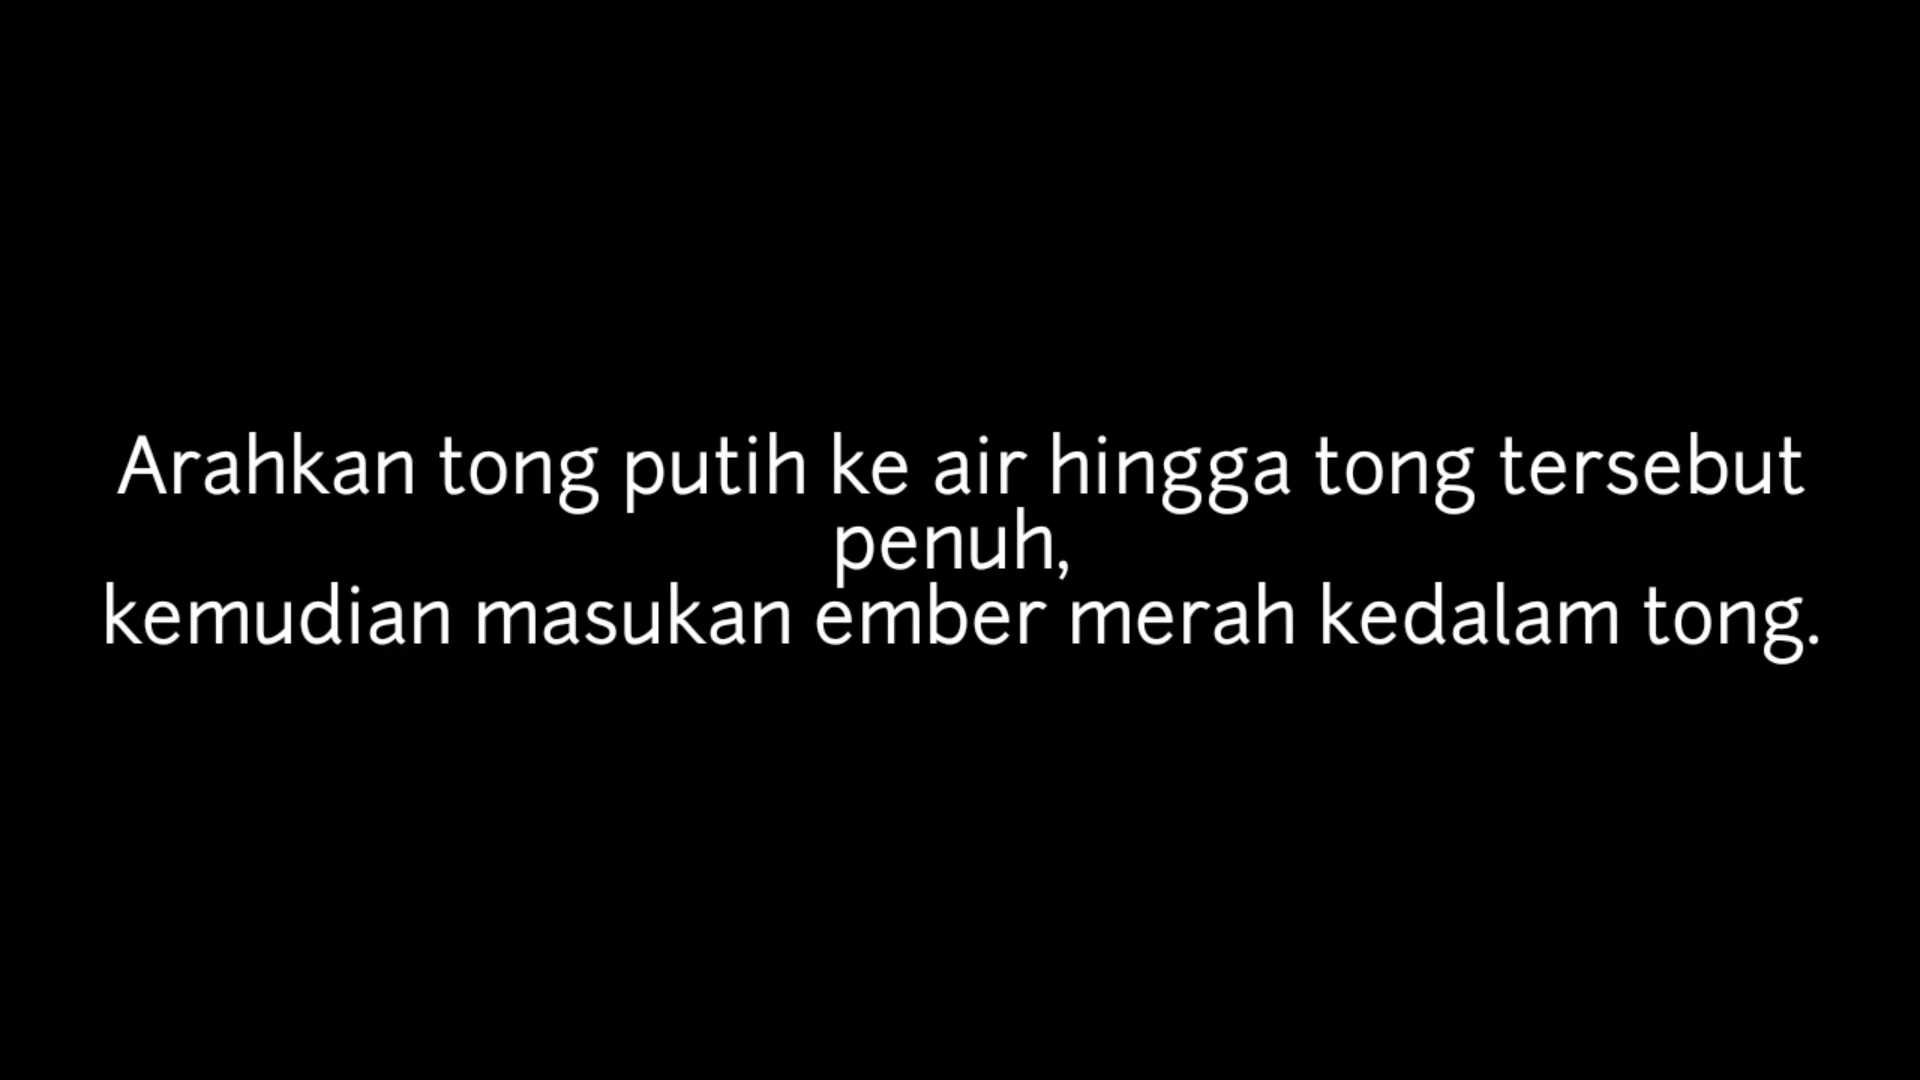 Arahkan tong putih ke air hingga tong tersebut
penuh,
kemudian masukan ember merah kedalam tong.